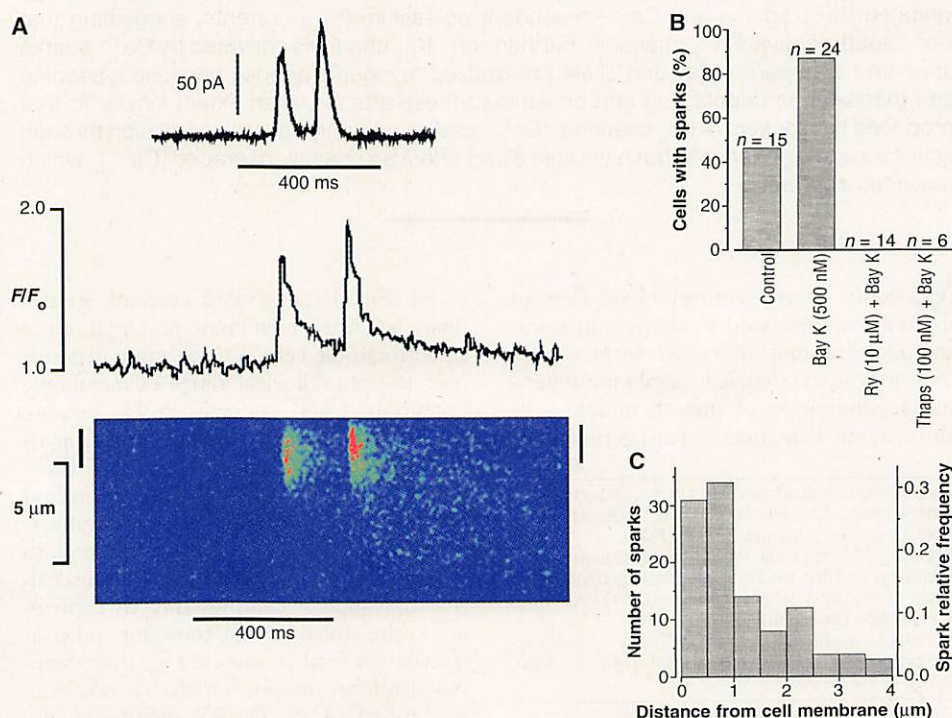 A
50 pA
400 ms
2.0
F/Fo
1.0
5 µm
400 ms
B
Cells with sparks (%)
100
80
60
40
20
0
n = 15
n = 24
n = 14
n = 6
Control
Bay K (500 nM)
Ry (10 µM) + Bay K
Thaps (100 nM) + Bay K
C
Number of sparks
30
20
10
0
0.3
0.2
0.1
0.0
Spark relative frequency
0
1
2
3
4
Distance from cell membrane (µm)